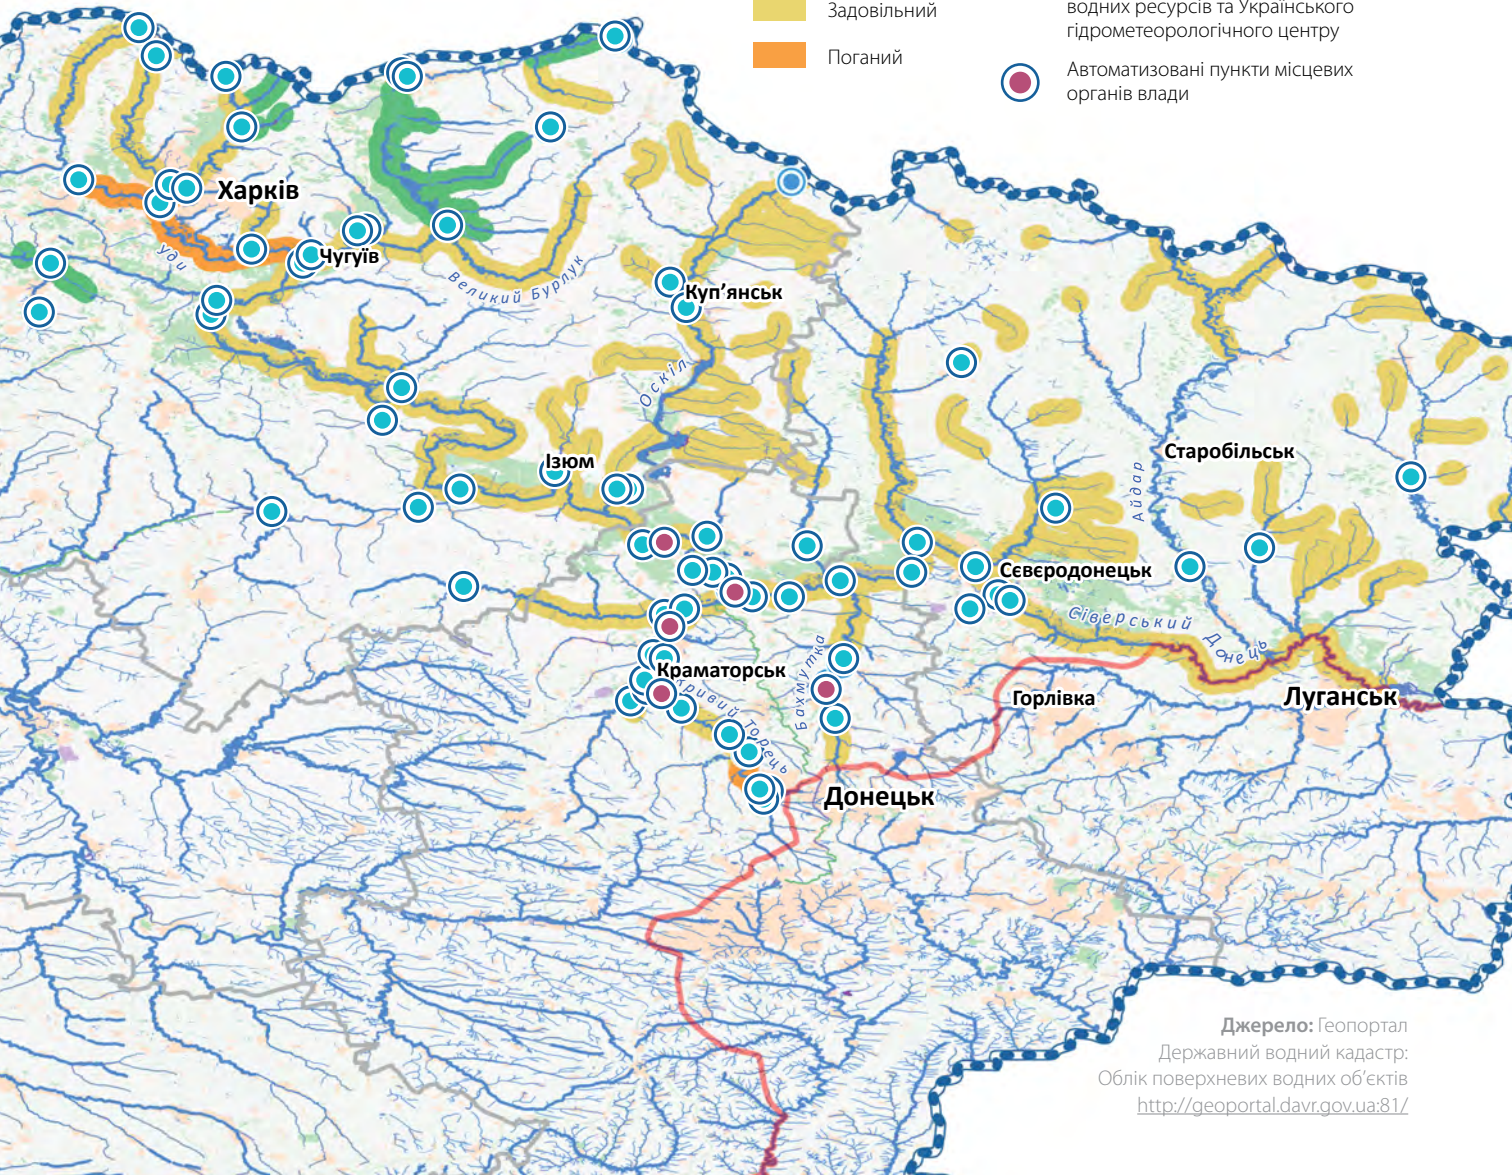 Задовільний
Поганий
водних ресурсів та Українського
гідрометеорологічного центру
Автоматизовані пункти місцевих
органів влади
Харків
Уди
Чугуїв
Великий Бурлук
Куп’янськ
Оскіл
Ізюм
Старобільськ
Айдар
Сєвєродонецьк
Сіверський Донець
Краматорськ
Кривий Торець
Бахмутка
Горлівка
Луганськ
Донецьк
Джерело: Геопортал
Державний водний кадастр:
Облік поверхневих водних об’єктів
http://geoportal.davr.gov.ua:81/